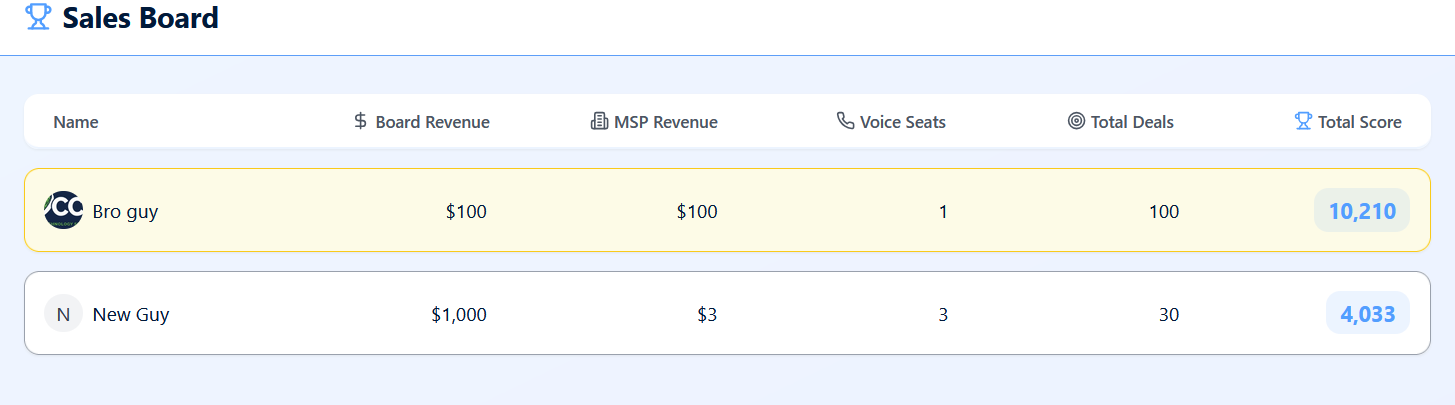 Sales Board
Name $ Board Revenue MSP Revenue Voice Seats Total Deals Total Score
Bro guy $100 $100 1 100 10,210
N New Guy $1,000 $3 3 30 4,033